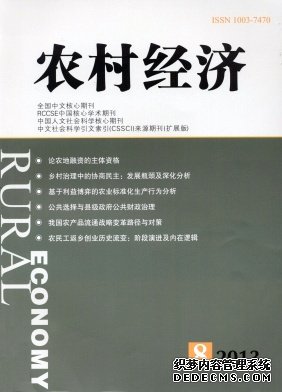 ISSN 1003-7470
农村经济
全国中文核心期刊
RCCSE中国核心学术期刊
中国人文社会科学核心期刊
中文社会科学引文索引(CSSCI)来源期刊(扩展版)
RURAL
ECONOMY
论农地融资的主体资格
乡村治理中的协商民主：发展瓶颈及深化分析
基于利益博弈的农业标准化生产行为分析
公共选择与县级政府公共财政治理
我国农产品流通战略变革路径与对策
农民工返乡创业历史流变：阶段演进及内在逻辑
8
2013
织梦内容管理系统